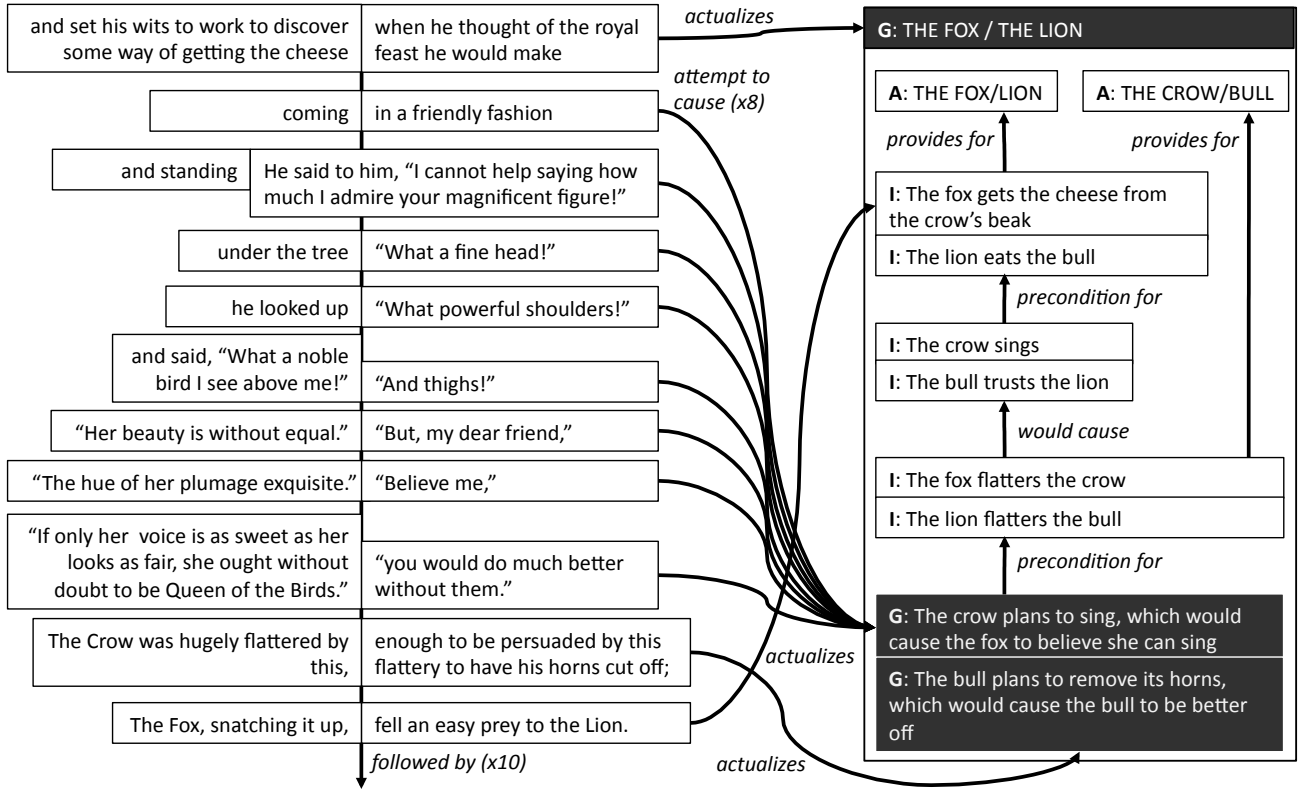 and set his wits to work to discover
some way of getting the cheese
when he thought of the royal
feast he would make
actualizes
G: THE FOX / THE LION
attempt to
cause (x8)
A: THE FOX/LION
A: THE CROW/BULL
coming
in a friendly fashion
provides for
provides for
and standing
He said to him, “I cannot help saying how
much I admire your magnificent figure!”
I: The fox gets the cheese from
the crow’s beak
I: The lion eats the bull
under the tree
“What a fine head!”
precondition for
he looked up
“What powerful shoulders!”
I: The crow sings
I: The bull trusts the lion
and said, “What a noble
bird I see above me!”
“And thighs!”
would cause
“Her beauty is without equal.”
“But, my dear friend,”
“The hue of her plumage exquisite.”
“Believe me,”
I: The fox flatters the crow
I: The lion flatters the bull
“If only her  voice is as sweet as her
looks as fair, she ought without
doubt to be Queen of the Birds.”
“you would do much better
without them.”
precondition for
G: The crow plans to sing, which would
cause the fox to believe she can sing
G: The bull plans to remove its horns,
which would cause the bull to be better
off
The Crow was hugely flattered by
this,
enough to be persuaded by this
flattery to have his horns cut off;
actualizes
The Fox, snatching it up,
fell an easy prey to the Lion.
followed by (x10)
actualizes